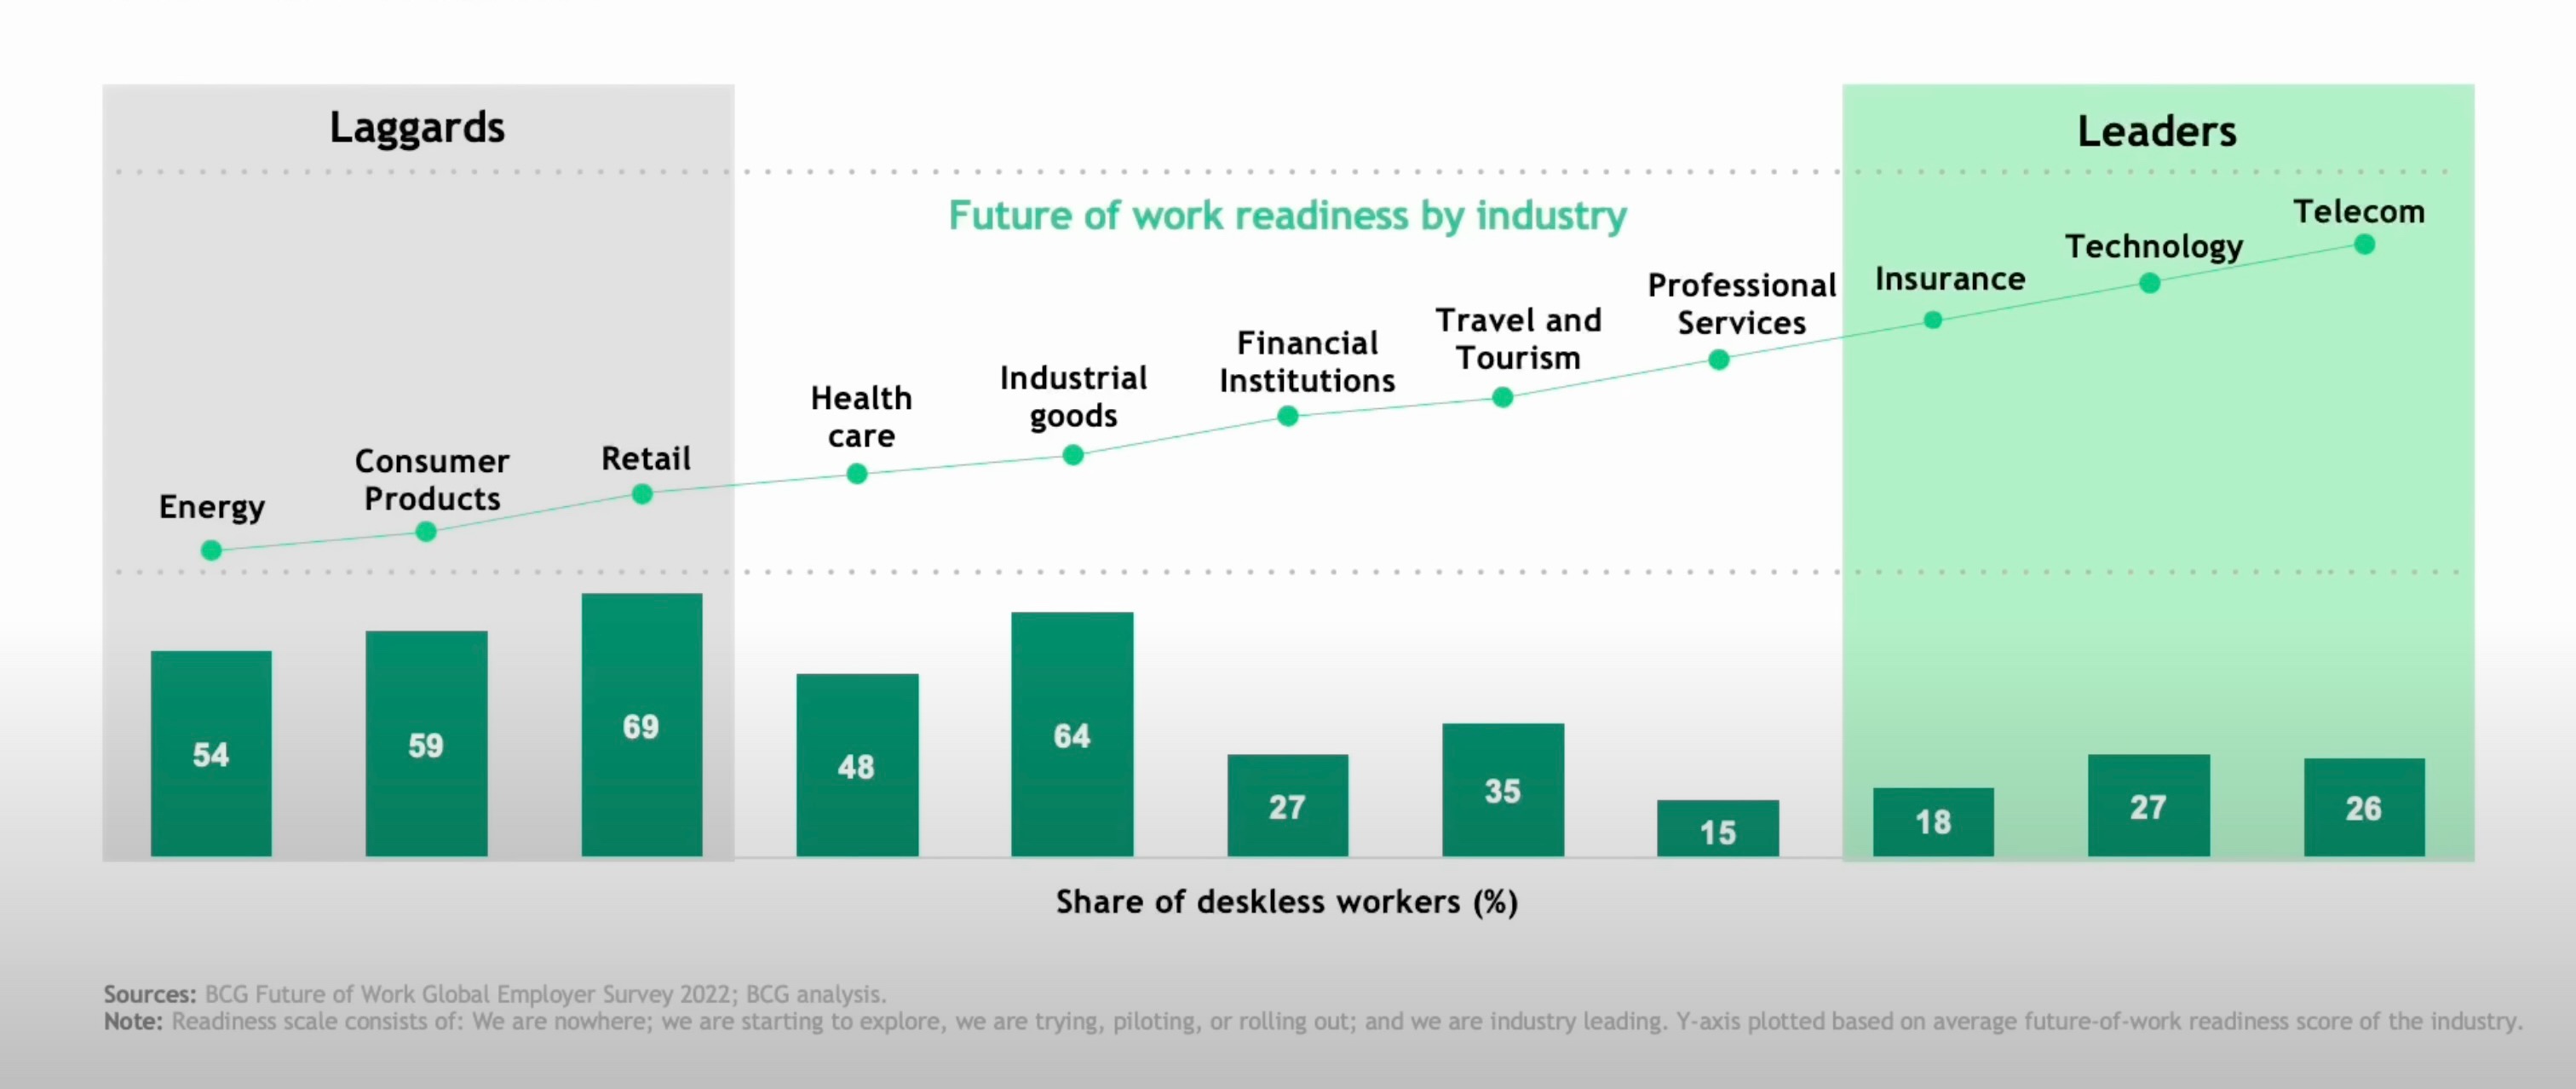 Laggards
Leaders
Future of work readiness by industry
Energy
Consumer
Products
Retail
Health
care
Industrial
goods
Financial
Institutions
Travel and
Tourism
Professional
Services
Insurance
Technology
Telecom
54
59
69
48
64
27
35
15
18
27
26
Share of deskless workers (%)
Sources: BCG Future of Work Global Employer Survey 2022; BCG analysis.
Note: Readiness scale consists of: We are nowhere; we are starting to explore, we are trying, piloting, or rolling out; and we are industry leading. Y-axis plotted based on average future-of-work readiness score of the industry.